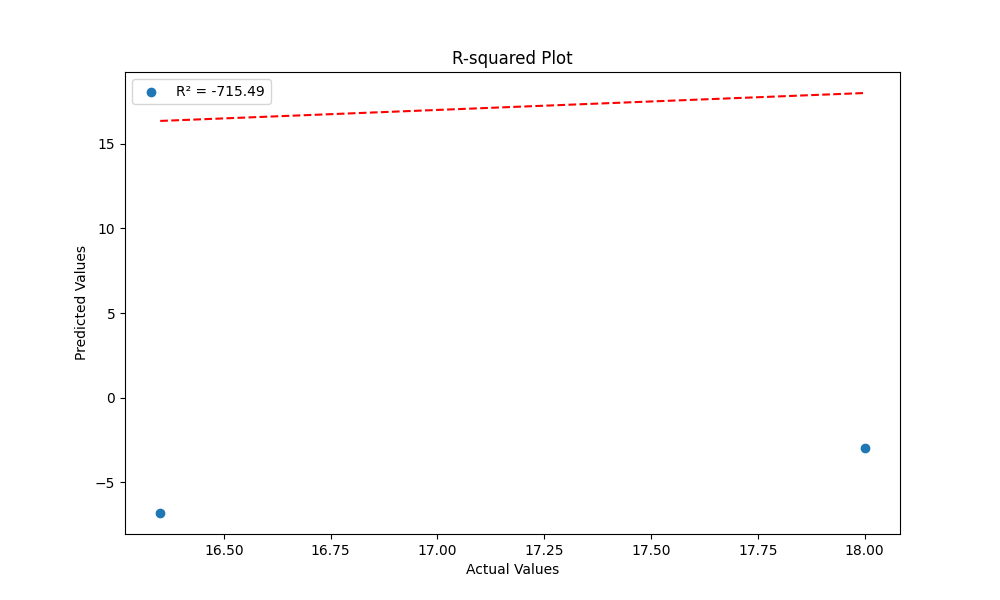 R-squared Plot
R² = -715.49
15
10
5
0
−5
Predicted Values
16.50 16.75 17.00 17.25 17.50 17.75 18.00
Actual Values